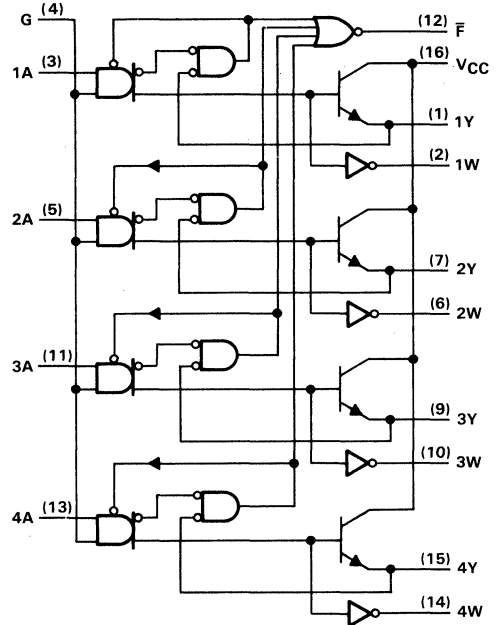 G (4)
(12) F̅
1A (3)
(16) VCC
(1) 1Y
(2) 1W
2A (5)
(7) 2Y
(6) 2W
3A (11)
(9) 3Y
(10) 3W
4A (13)
(15) 4Y
(14) 4W